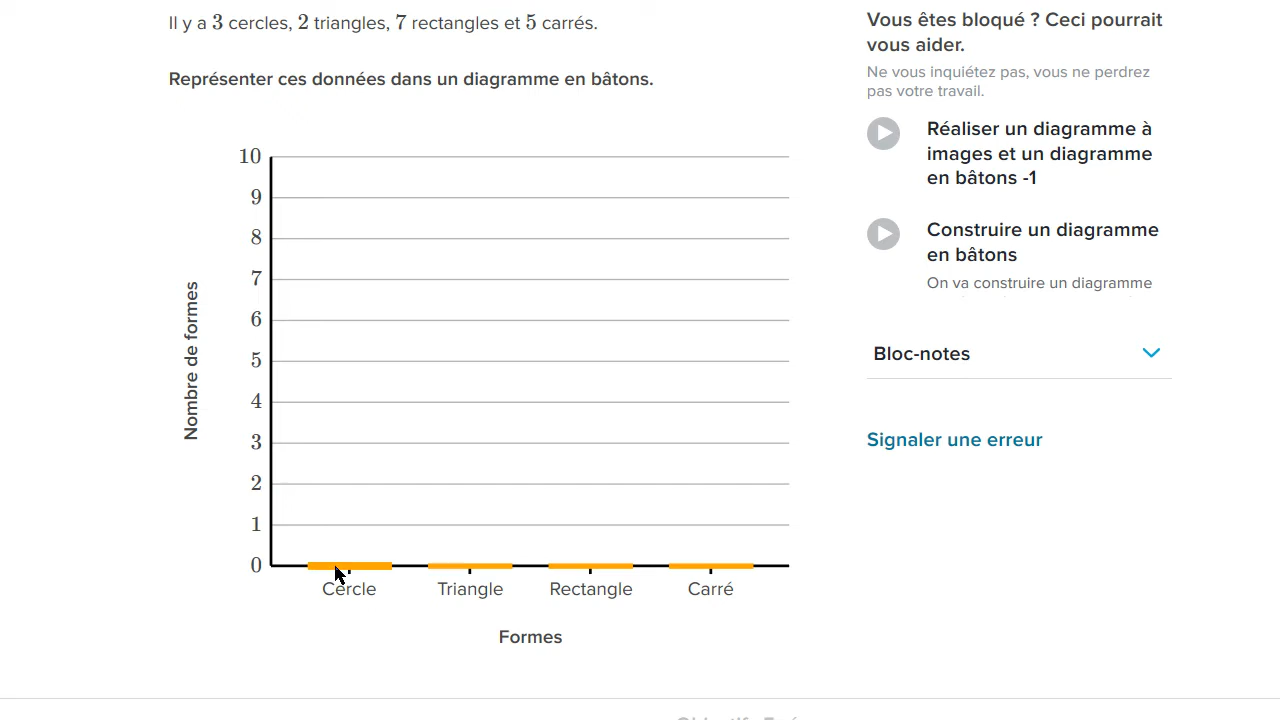 Il y a 3 cercles, 2 triangles, 7 rectangles et 5 carrés.
Représenter ces données dans un diagramme en bâtons.
10
9
8
7
6
5
4
3
2
1
0
Nombre de formes
Cercle
Triangle
Rectangle
Carré
Formes
Vous êtes bloqué ? Ceci pourrait
vous aider.
Ne vous inquiétez pas, vous ne perdrez
pas votre travail.
Réaliser un diagramme à
images et un diagramme
en bâtons -1
Construire un diagramme
en bâtons
On va construire un diagramme
Bloc-notes
Signaler une erreur